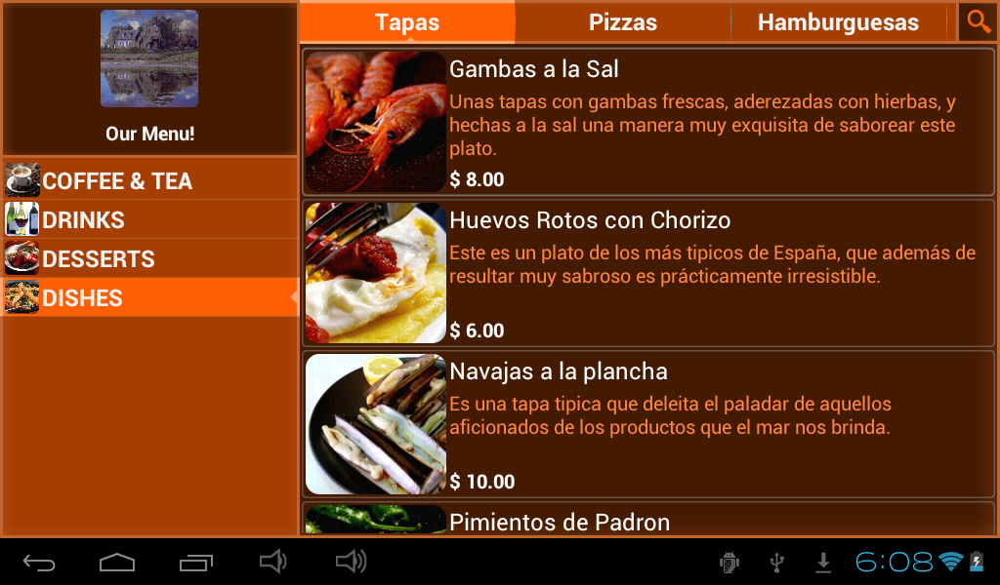 Our Menu!
COFFEE & TEA
DRINKS
DESSERTS
DISHES
Tapas
Pizzas
Hamburguesas
Gambas a la Sal
Unas tapas con gambas frescas, aderezadas con hierbas, y
hechas a la sal una manera muy exquisita de saborear este
plato.
$ 8.00
Huevos Rotos con Chorizo
Este es un plato de los más tipicos de España, que además de
resultar muy sabroso es prácticamente irresistible.
$ 6.00
Navajas a la plancha
Es una tapa tipica que deleita el paladar de aquellos
aficionados de los productos que el mar nos brinda.
$ 10.00
Pimientos de Padron
6:08